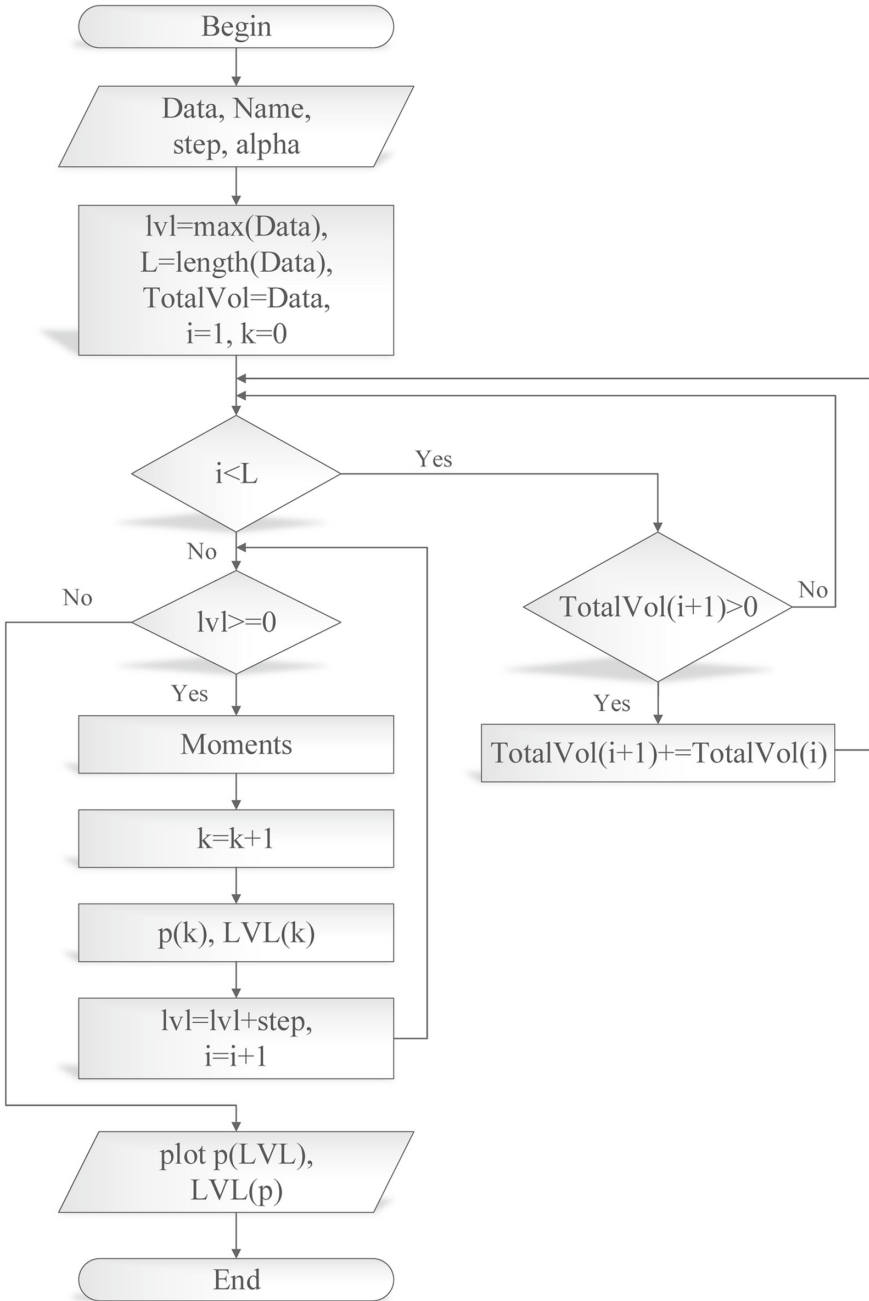 Begin
Data, Name,
step, alpha
lvl=max(Data),
L=length(Data),
TotalVol=Data,
i=1, k=0
i<L
Yes
No
TotalVol(i+1)>0
No
Yes
TotalVol(i+1)+=TotalVol(i)
lvl>=0
No
Yes
Moments
k=k+1
p(k), LVL(k)
lvl=lvl+step,
i=i+1
plot p(LVL),
LVL(p)
End